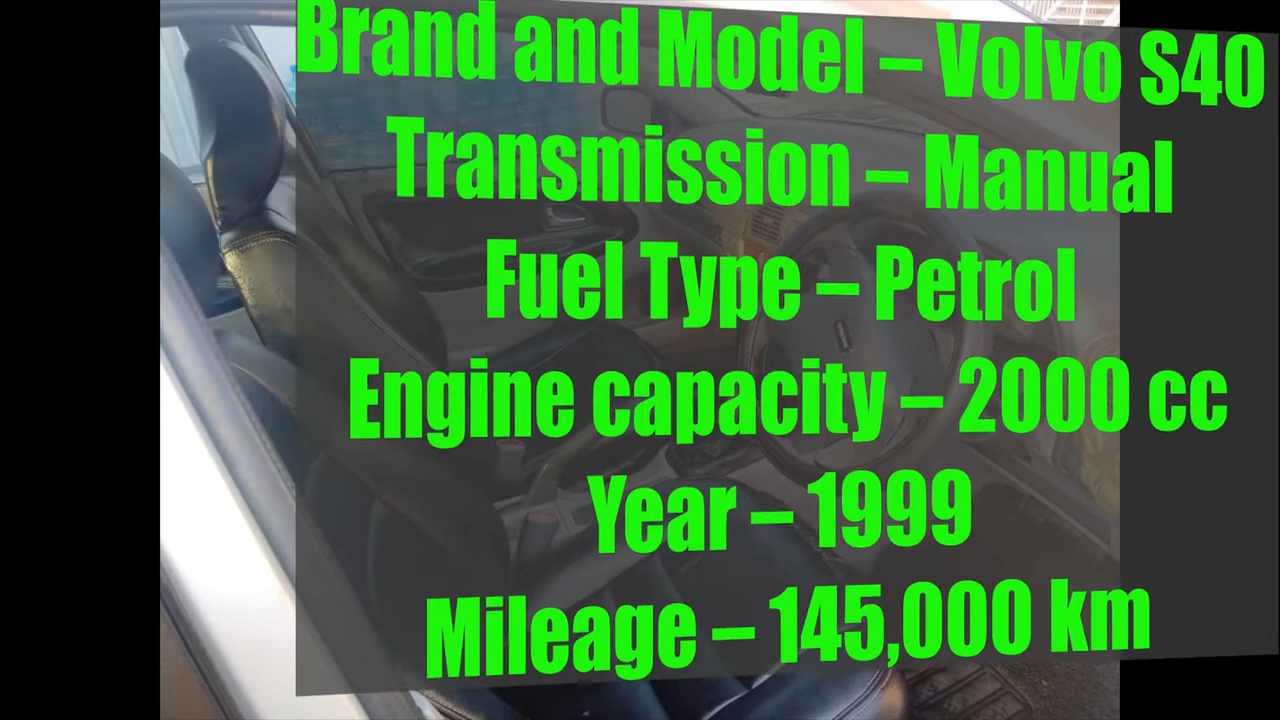 Brand and Model – Volvo S40
Transmission – Manual
Fuel Type – Petrol
Engine capacity – 2000 cc
Year – 1999
Mileage – 145,000 km